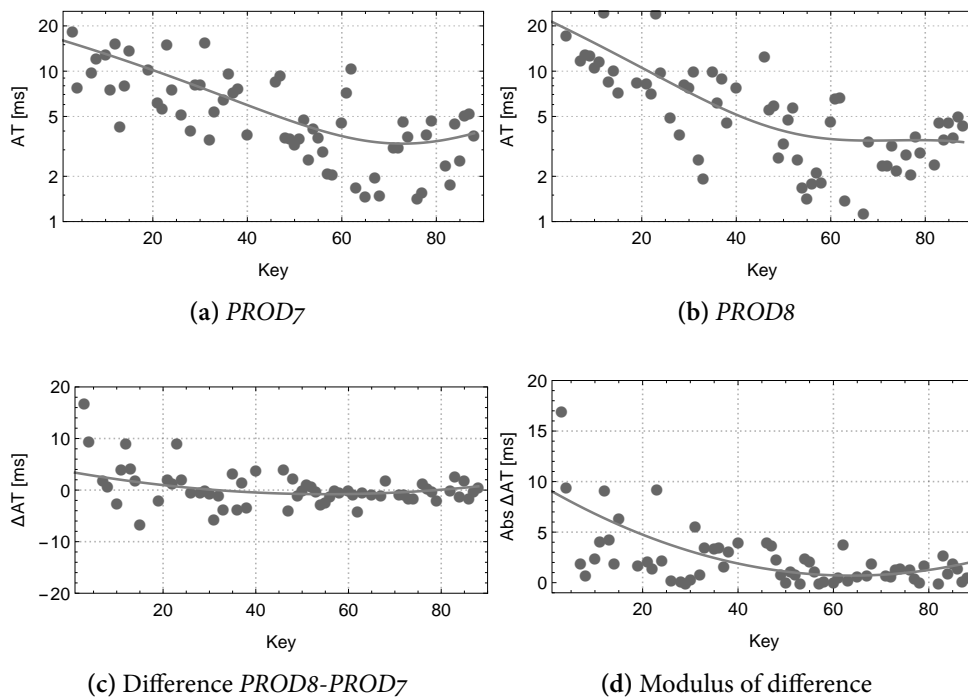 20
10
5
2
1
AT [ms]
20 40 60 80
Key
(a) PROD7
20
10
5
2
1
AT [ms]
20 40 60 80
Key
(b) PROD8
20
10
0
−10
−20
ΔAT [ms]
0 20 40 60 80
Key
(c) Difference PROD8-PROD7
20
15
10
5
0
Abs ΔAT [ms]
0 20 40 60 80
Key
(d) Modulus of difference